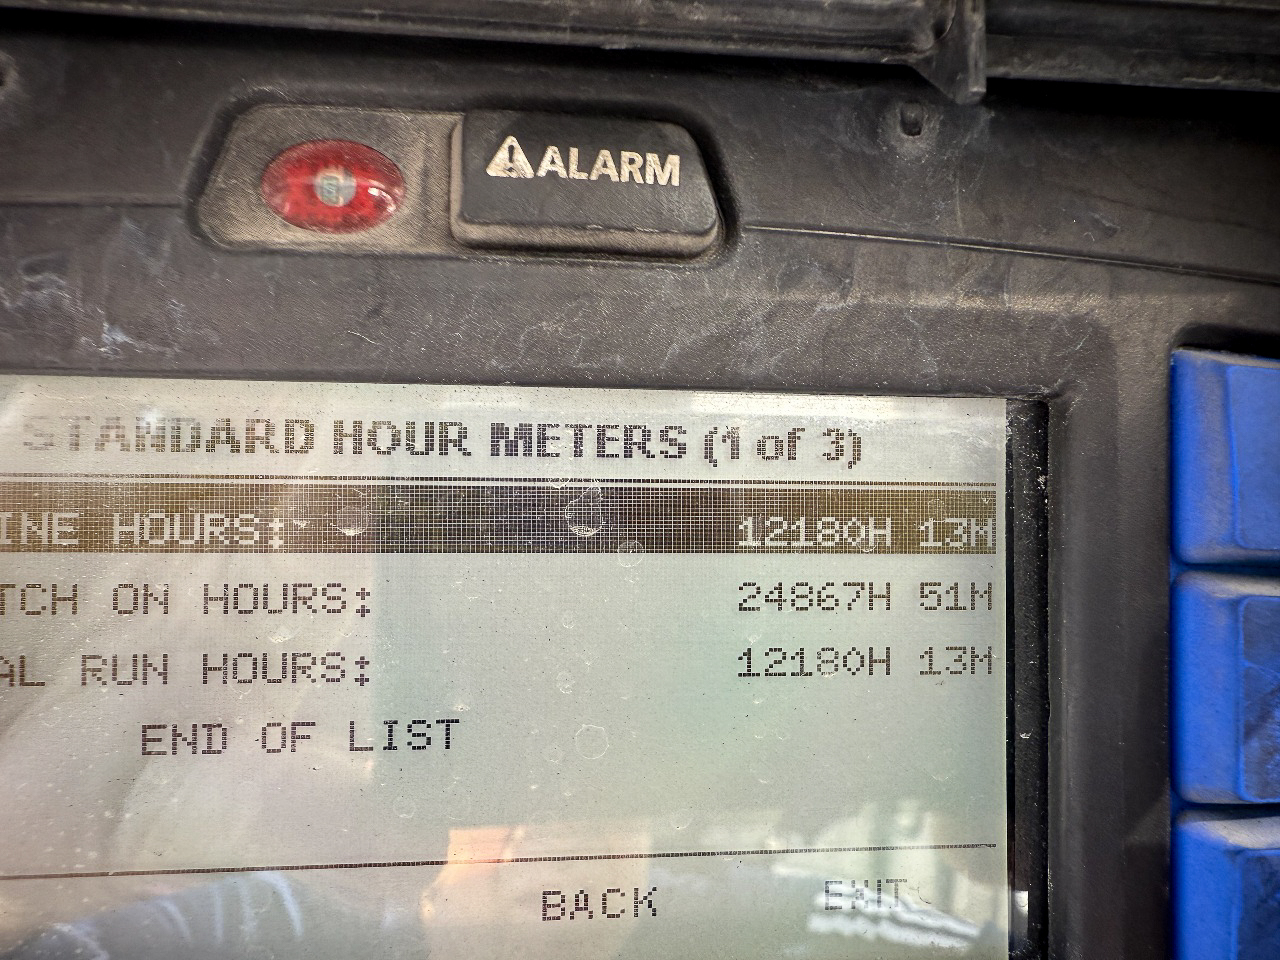 ALARM
STANDARD HOUR METERS (1 of 3)
INE HOURS: 12180H 13M
TCH ON HOURS: 24867H 51M
AL RUN HOURS: 12180H 13M
END OF LIST
BACK EXIT